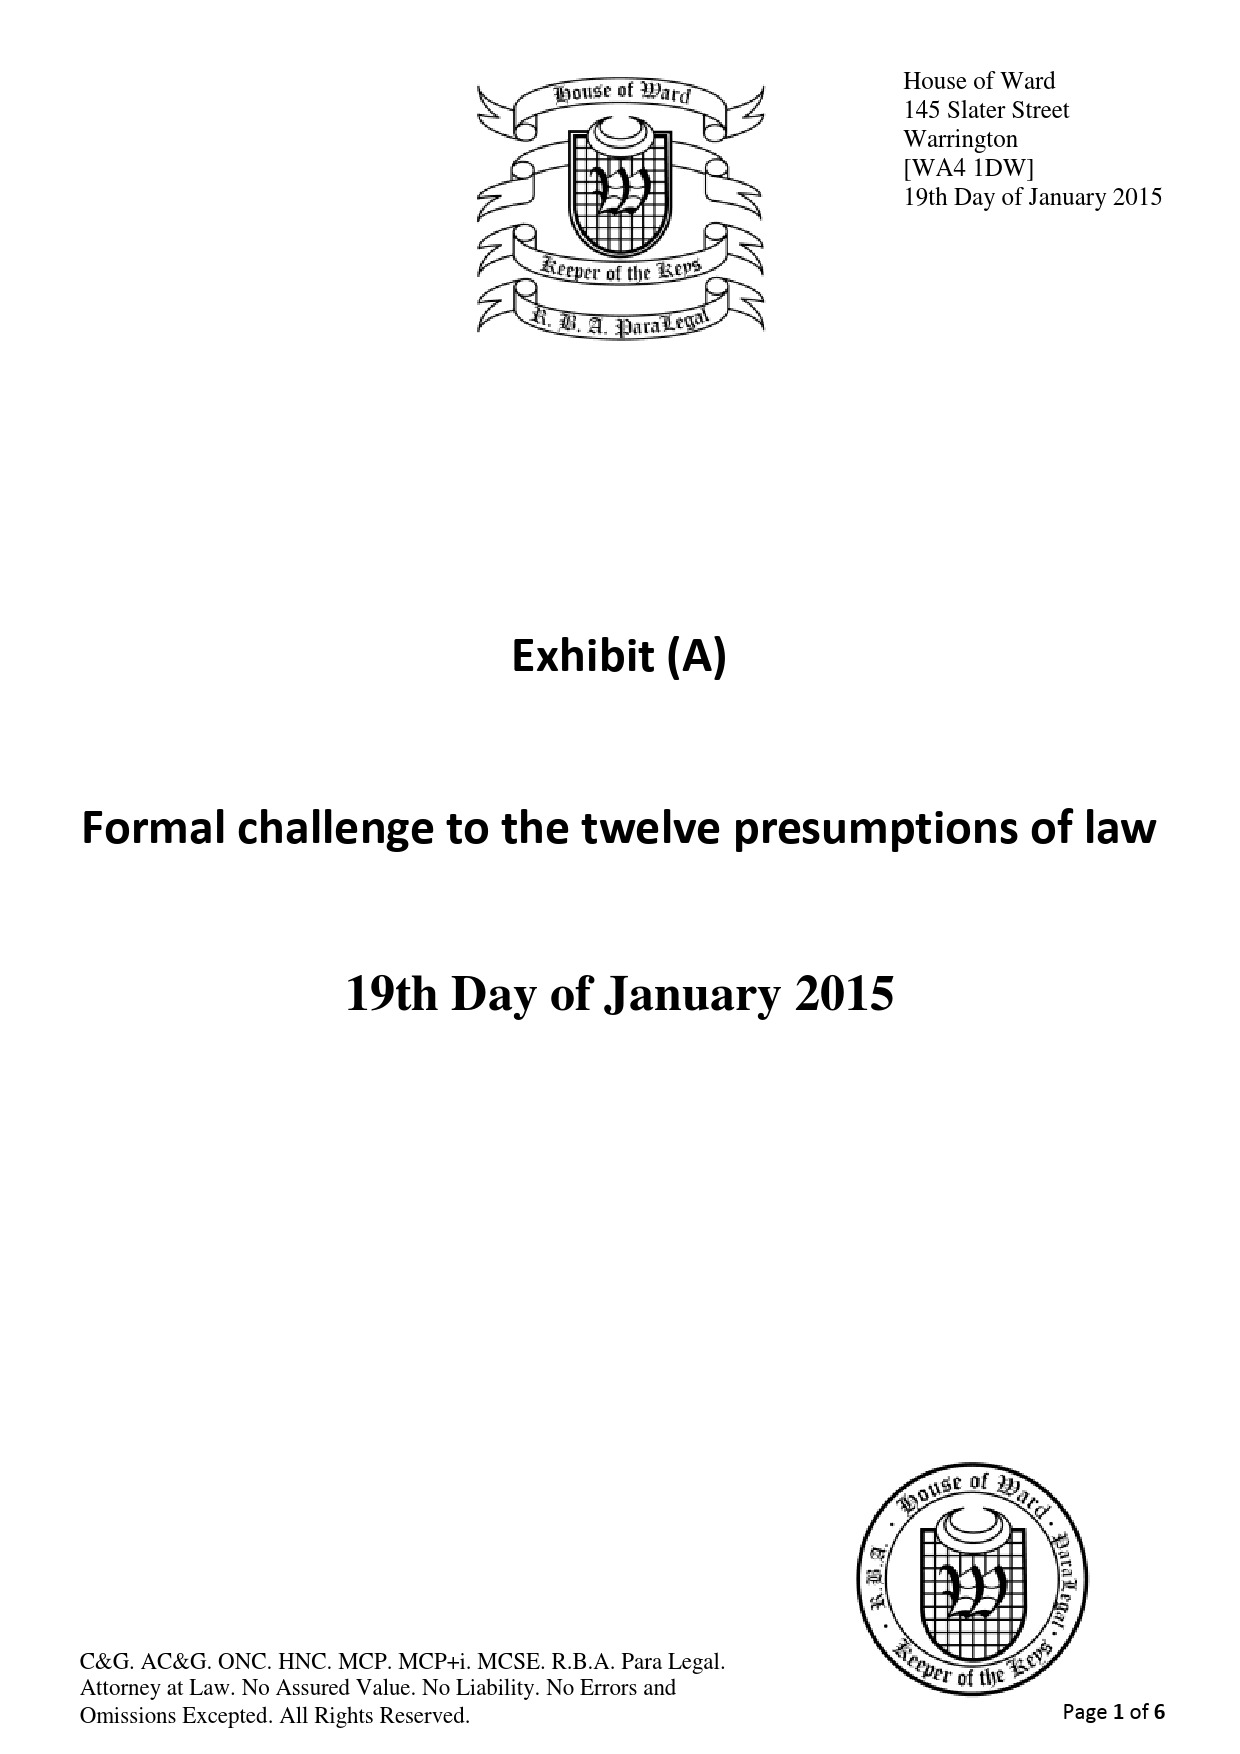 House of Ward
Keeper of the Keys
R. B. A. ParaLegal
House of Ward
145 Slater Street
Warrington
[WA4 1DW]
19th Day of January 2015
Exhibit (A)
Formal challenge to the twelve presumptions of law
19th Day of January 2015
· House of Ward · ParaLegal · Keeper of the Keys · R.B.A.
C&G. AC&G. ONC. HNC. MCP. MCP+i. MCSE. R.B.A. Para Legal.
Attorney at Law. No Assured Value. No Liability. No Errors and
Omissions Excepted. All Rights Reserved.
Page 1 of 6